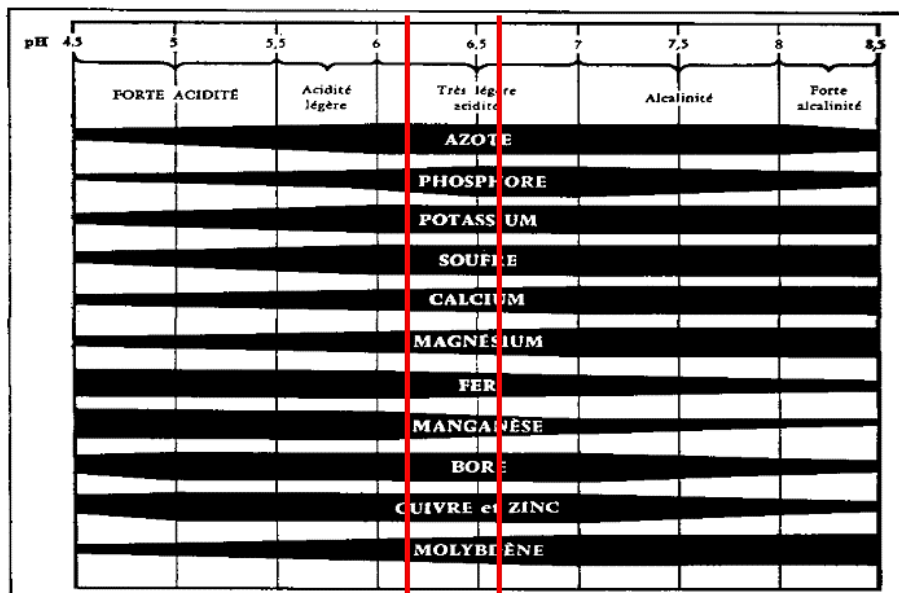 pH 4,5 5 5,5 6 6,5 7 7,5 8 8,5
FORTE ACIDITÉ Acidité légère Très légère acidité Alcalinité Forte alcalinité
AZOTE
PHOSPHORE
POTASSIUM
SOUFRE
CALCIUM
MAGNÉSIUM
FER
MANGANÈSE
BORE
CUIVRE et ZINC
MOLYBDÈNE